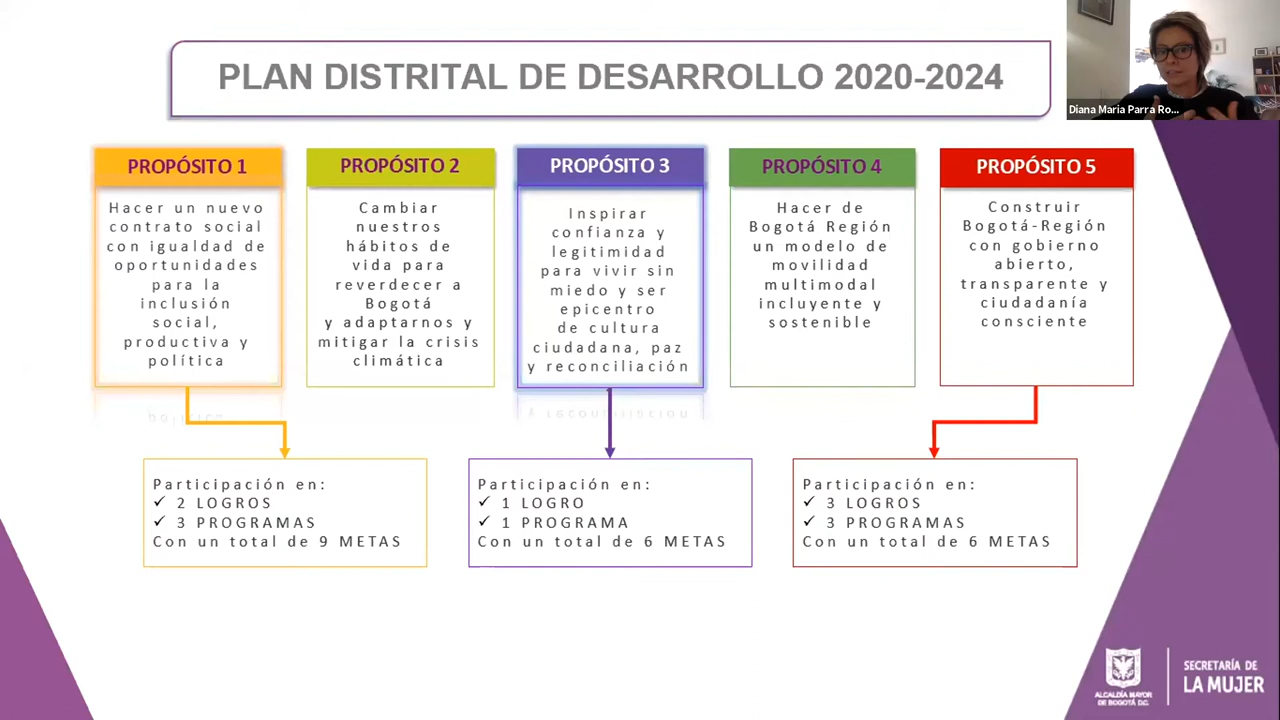 PLAN DISTRITAL DE DESARROLLO 2020-2024
Diana Maria Parra Ro...
PROPÓSITO 1
Hacer un nuevo
contrato social
con igualdad de
oportunidades
para la
inclusión
social,
productiva y
política
PROPÓSITO 2
Cambiar
nuestros
hábitos de
vida para
reverdecer a
Bogotá
y adaptarnos y
mitigar la crisis
climática
PROPÓSITO 3
Inspirar
confianza y
legitimidad
para vivir sin
miedo y ser
epicentro
de cultura
ciudadana, paz
y reconciliación
PROPÓSITO 4
Hacer de
Bogotá Región
un modelo de
movilidad
multimodal
incluyente y
sostenible
PROPÓSITO 5
Construir
Bogotá-Región
con gobierno
abierto,
transparente y
ciudadanía
consciente
Participación en:
✓ 2 LOGROS
✓ 3 PROGRAMAS
Con un total de 9 METAS
Participación en:
✓ 1 LOGRO
✓ 1 PROGRAMA
Con un total de 6 METAS
Participación en:
✓ 3 LOGROS
✓ 3 PROGRAMAS
Con un total de 6 METAS
ALCALDÍA MAYOR
DE BOGOTÁ D.C.
SECRETARÍA DE
LA MUJER